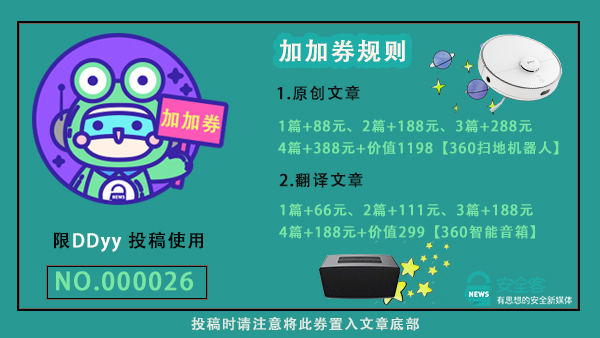 加加券规则
加加券
1.原创文章
1篇+88元、2篇+188元、3篇+288元
4篇+388元+价值1198【360扫地机器人】
2.翻译文章
1篇+66元、2篇+111元、3篇+188元
4篇+188元+价值299【360智能音箱】
NEWS
限DDyy 投稿使用
NO.000026
NEWS
安全客
有思想的安全新媒体
投稿时请注意将此券置入文章底部